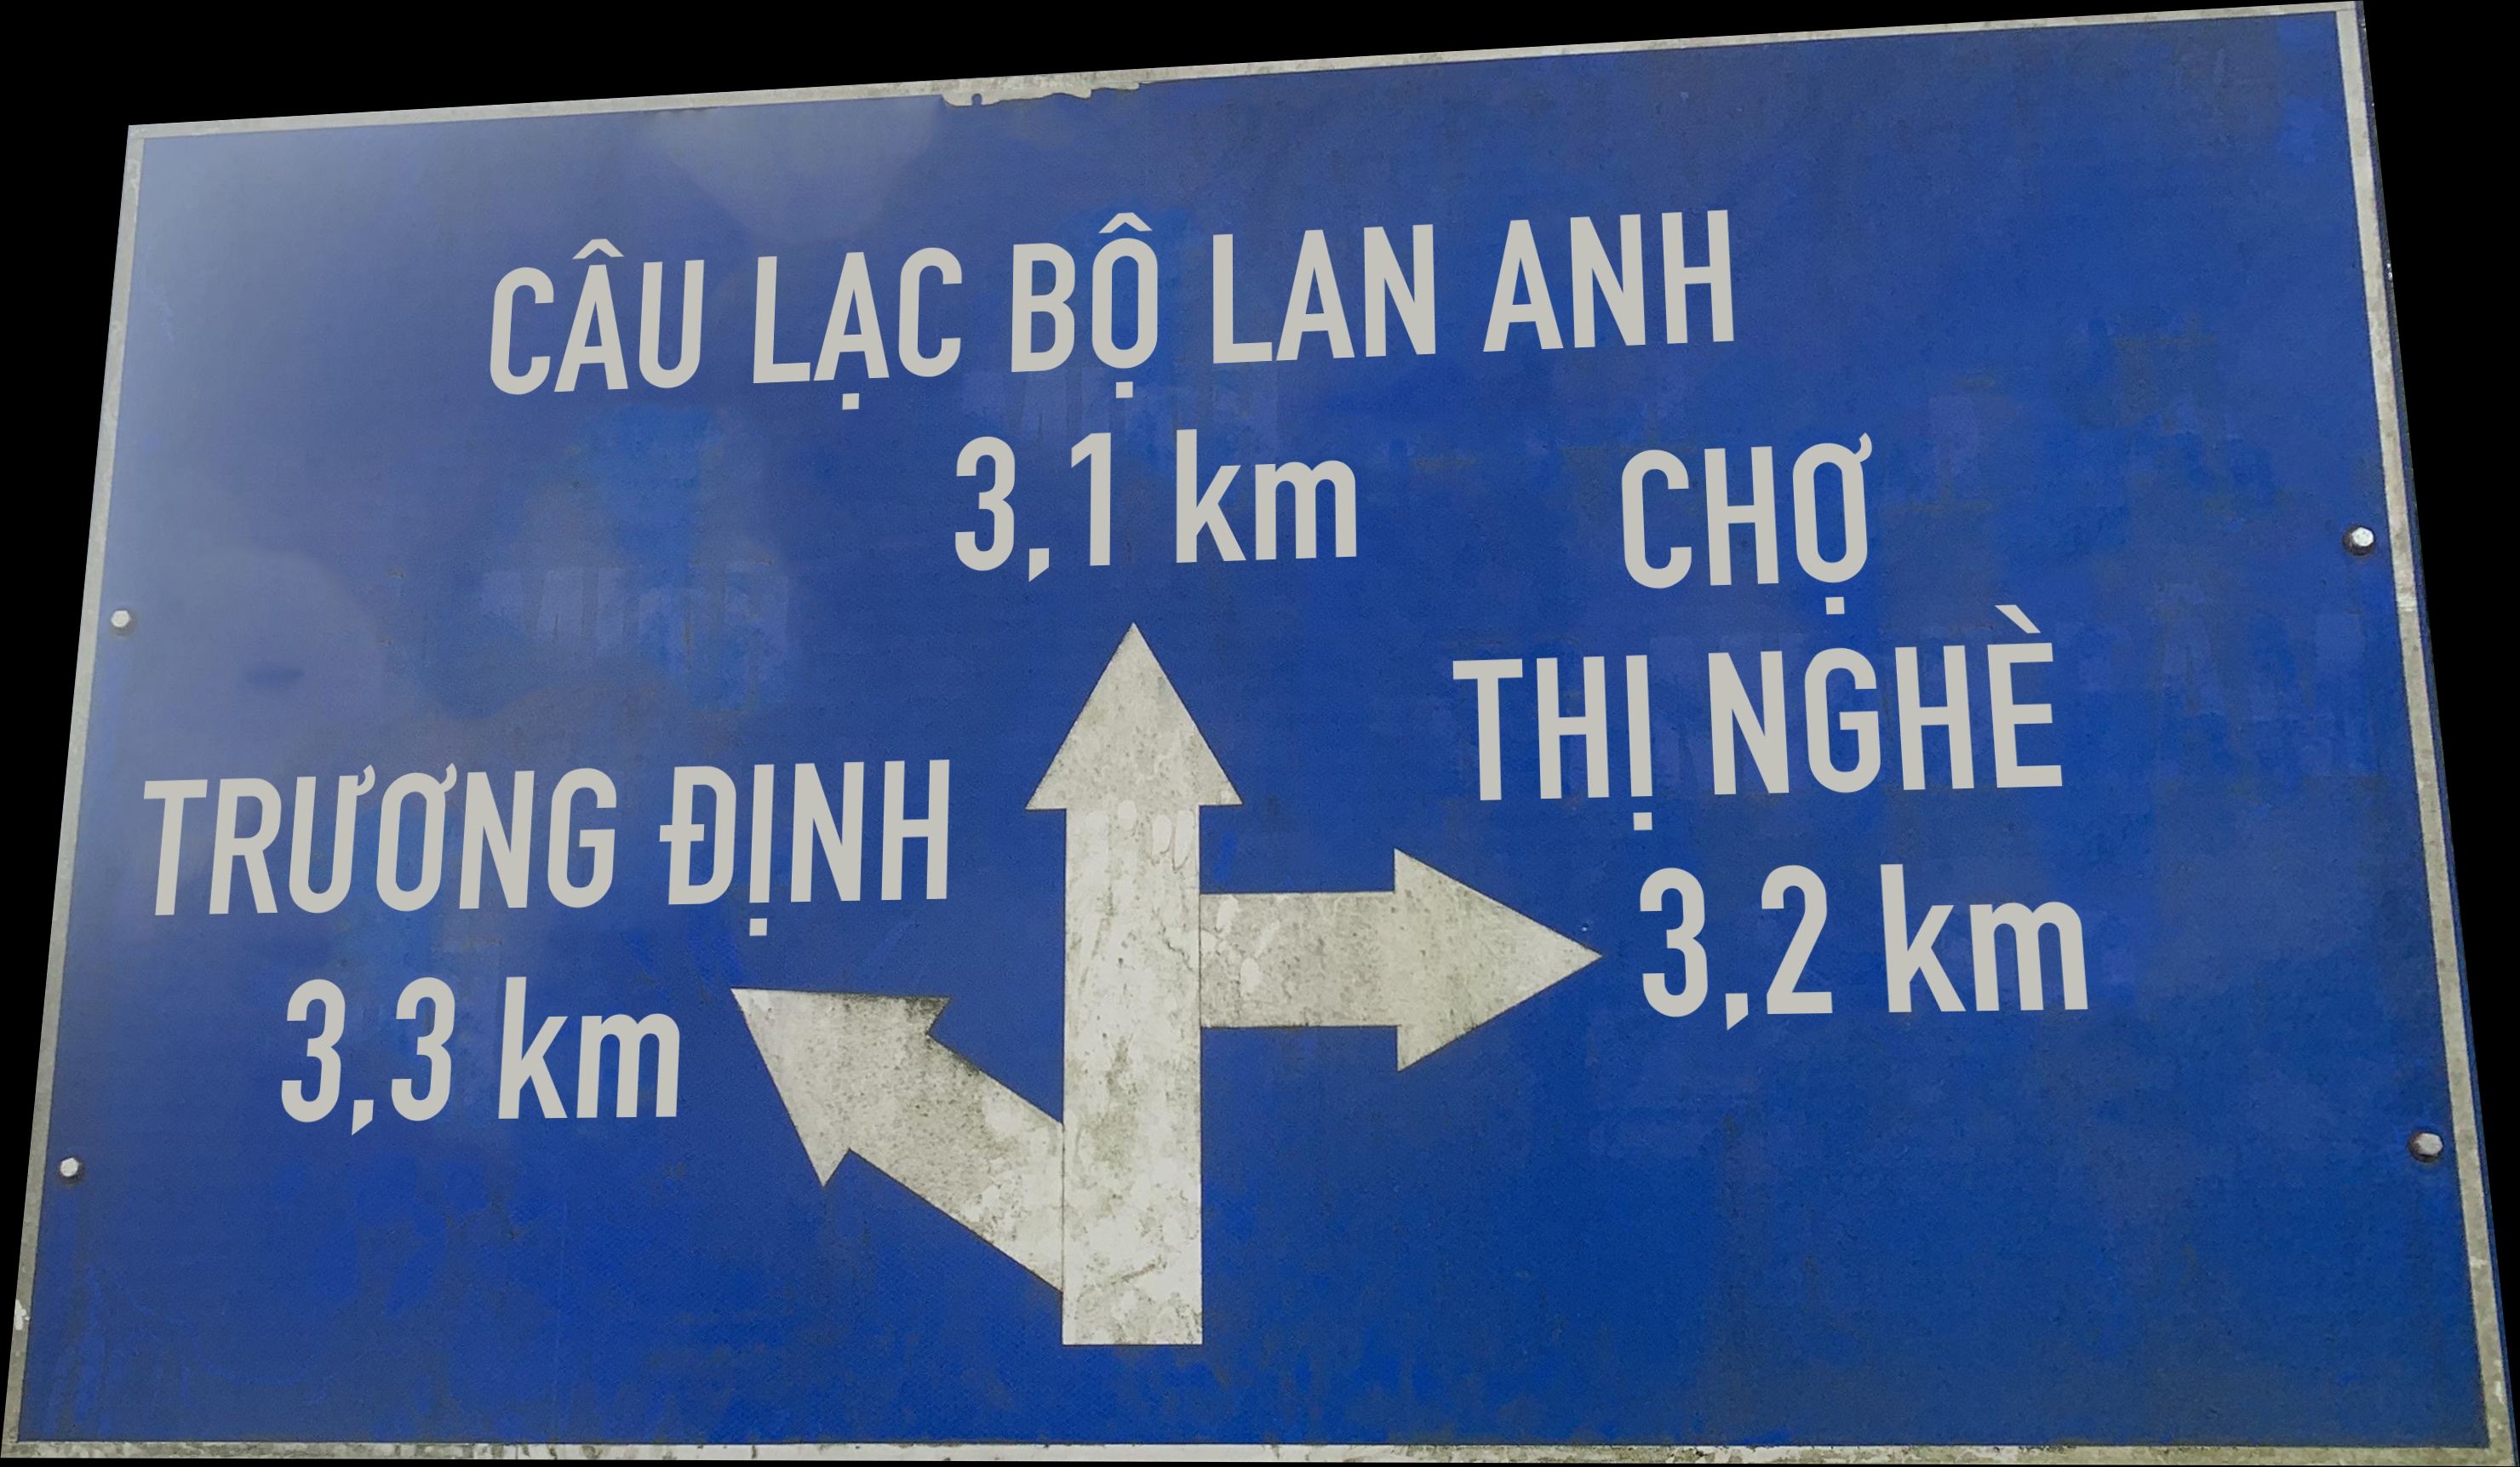 CÂU LẠC BỘ LAN ANH
3,1 km
CHỢ
THỊ NGHÈ
3,2 km
TRƯƠNG ĐỊNH
3,3 km